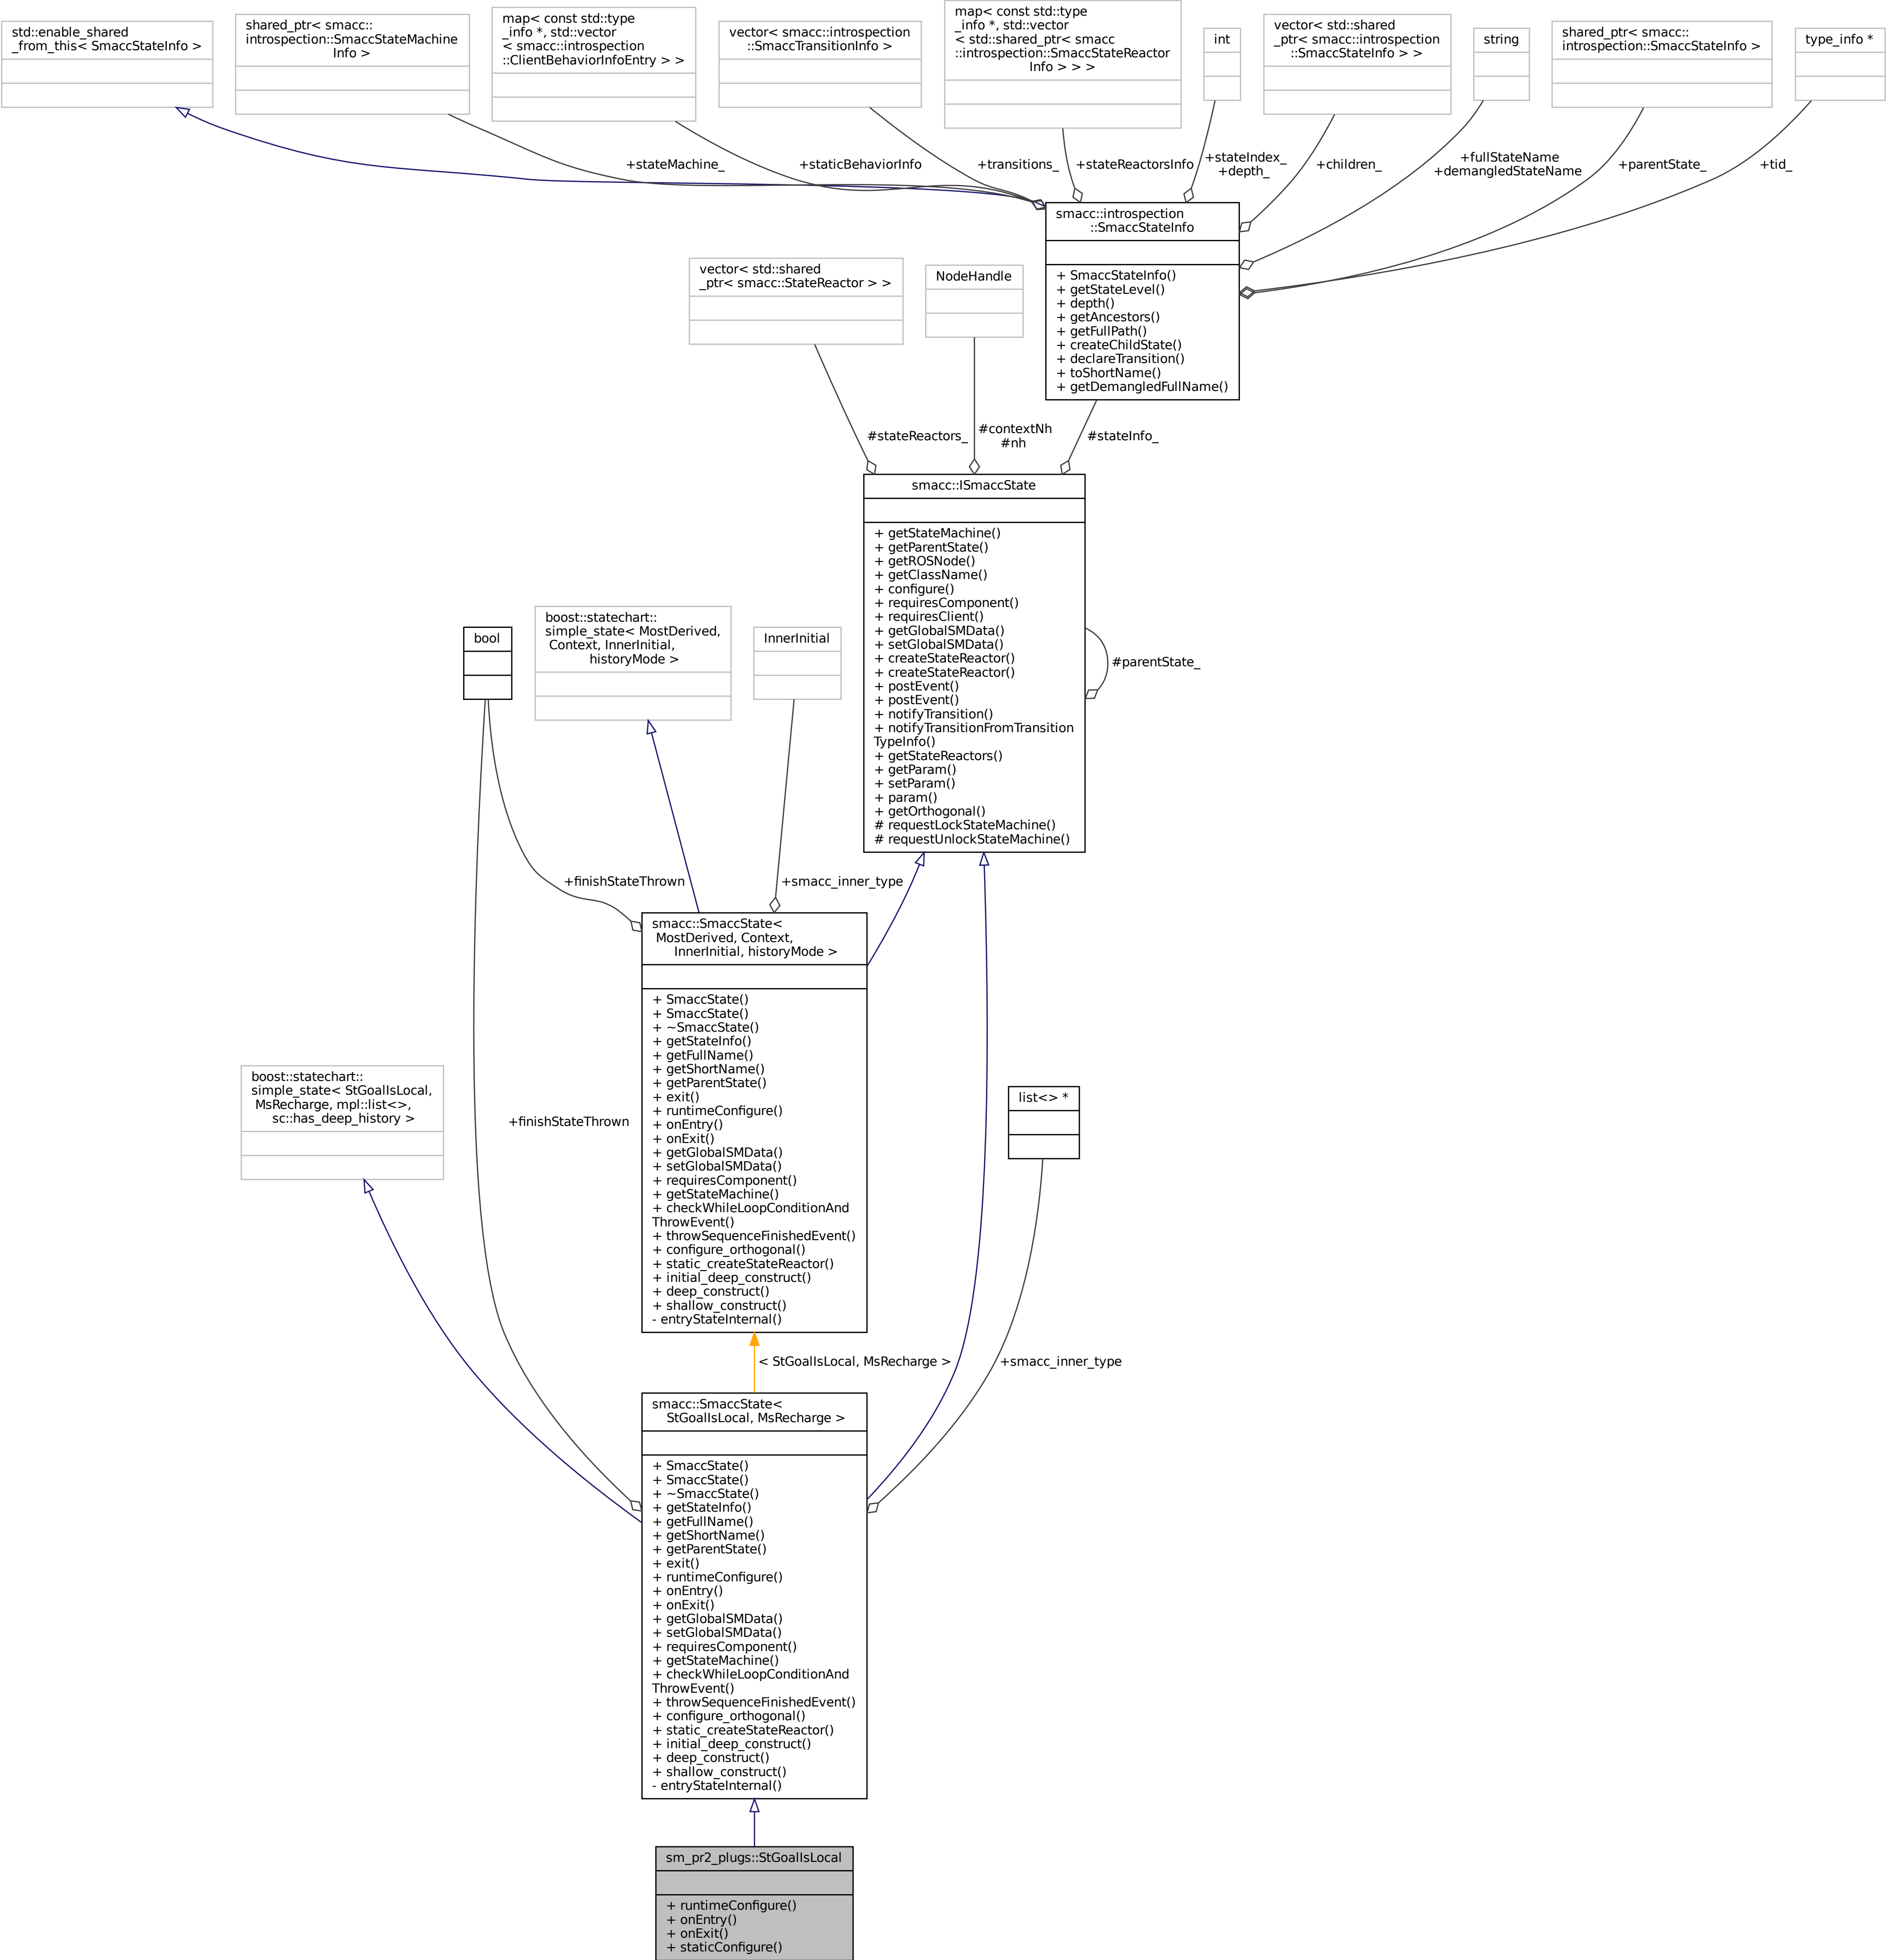 std::enable_shared
_from_this< SmaccStateInfo >
shared_ptr< smacc::
introspection::SmaccStateMachine
Info >
map< const std::type
_info *, std::vector
< smacc::introspection
::ClientBehaviorInfoEntry > >
vector< smacc::introspection
::SmaccTransitionInfo >
map< const std::type
_info *, std::vector
< std::shared_ptr< smacc
::introspection::SmaccStateReactor
Info > > >
int
vector< std::shared
_ptr< smacc::introspection
::SmaccStateInfo > >
string
shared_ptr< smacc::
introspection::SmaccStateInfo >
type_info *
+stateMachine_
+staticBehaviorInfo
+transitions_
+stateReactorsInfo
+stateIndex_
+depth_
+children_
+fullStateName
+demangledStateName
+parentState_
+tid_
smacc::introspection
::SmaccStateInfo
+ SmaccStateInfo()
+ getStateLevel()
+ depth()
+ getAncestors()
+ getFullPath()
+ createChildState()
+ declareTransition()
+ toShortName()
+ getDemangledFullName()
vector< std::shared
_ptr< smacc::StateReactor > >
NodeHandle
#stateReactors_
#contextNh
#nh
#stateInfo_
smacc::ISmaccState
+ getStateMachine()
+ getParentState()
+ getROSNode()
+ getClassName()
+ configure()
+ requiresComponent()
+ requiresClient()
+ getGlobalSMData()
+ setGlobalSMData()
+ createStateReactor()
+ createStateReactor()
+ postEvent()
+ postEvent()
+ notifyTransition()
+ notifyTransitionFromTransition
TypeInfo()
+ getStateReactors()
+ getParam()
+ setParam()
+ param()
+ getOrthogonal()
# requestLockStateMachine()
# requestUnlockStateMachine()
#parentState_
bool
boost::statechart::
simple_state< MostDerived,
Context, InnerInitial,
historyMode >
InnerInitial
+finishStateThrown
+smacc_inner_type
smacc::SmaccState<
MostDerived, Context,
InnerInitial, historyMode >
+ SmaccState()
+ SmaccState()
+ ~SmaccState()
+ getStateInfo()
+ getFullName()
+ getShortName()
+ getParentState()
+ exit()
+ runtimeConfigure()
+ onEntry()
+ onExit()
+ getGlobalSMData()
+ setGlobalSMData()
+ requiresComponent()
+ getStateMachine()
+ checkWhileLoopConditionAnd
ThrowEvent()
+ throwSequenceFinishedEvent()
+ configure_orthogonal()
+ static_createStateReactor()
+ initial_deep_construct()
+ deep_construct()
+ shallow_construct()
- entryStateInternal()
boost::statechart::
simple_state< StGoalIsLocal,
MsRecharge, mpl::list<>,
sc::has_deep_history >
+finishStateThrown
list<> *
< StGoalIsLocal, MsRecharge >
+smacc_inner_type
smacc::SmaccState<
StGoalIsLocal, MsRecharge >
+ SmaccState()
+ SmaccState()
+ ~SmaccState()
+ getStateInfo()
+ getFullName()
+ getShortName()
+ getParentState()
+ exit()
+ runtimeConfigure()
+ onEntry()
+ onExit()
+ getGlobalSMData()
+ setGlobalSMData()
+ requiresComponent()
+ getStateMachine()
+ checkWhileLoopConditionAnd
ThrowEvent()
+ throwSequenceFinishedEvent()
+ configure_orthogonal()
+ static_createStateReactor()
+ initial_deep_construct()
+ deep_construct()
+ shallow_construct()
- entryStateInternal()
sm_pr2_plugs::StGoalIsLocal
+ runtimeConfigure()
+ onEntry()
+ onExit()
+ staticConfigure()